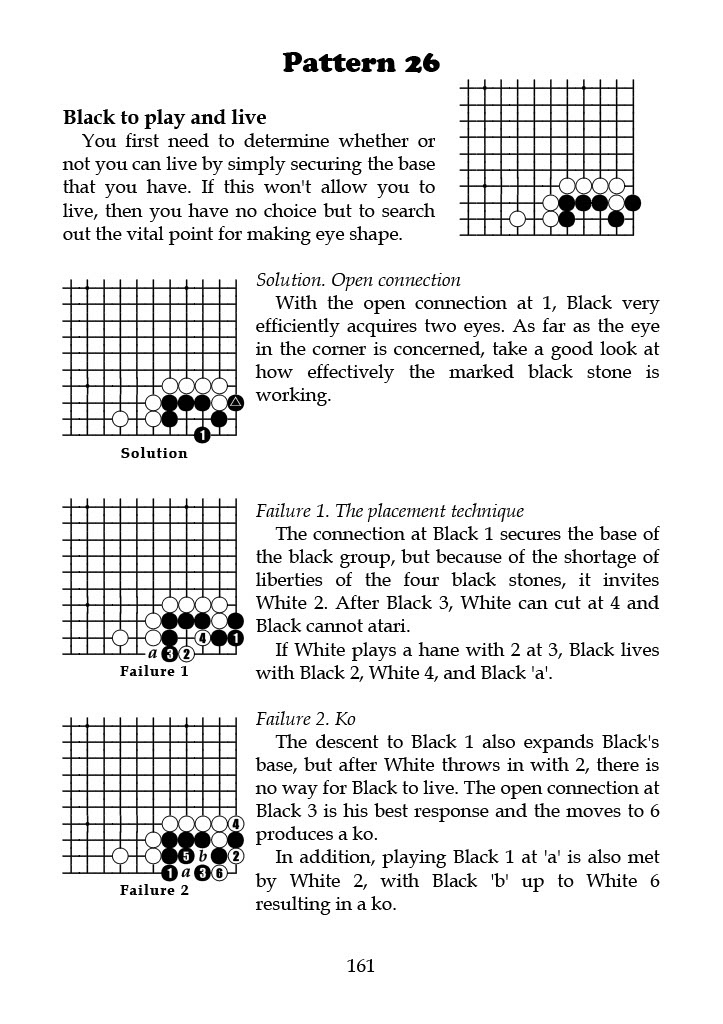 Pattern 26
Black to play and live
You first need to determine whether or
not you can live by simply securing the base
that you have. If this won't allow you to
live, then you have no choice but to search
out the vital point for making eye shape.
Solution. Open connection
With the open connection at 1, Black very
efficiently acquires two eyes. As far as the eye
in the corner is concerned, take a good look at
how effectively the marked black stone is
working.
1
Solution
Failure 1. The placement technique
The connection at Black 1 secures the base of
the black group, but because of the shortage of
liberties of the four black stones, it invites
White 2. After Black 3, White can cut at 4 and
Black cannot atari.
If White plays a hane with 2 at 3, Black lives
with Black 2, White 4, and Black 'a'.
4 1
a 3 2
Failure 1
Failure 2. Ko
The descent to Black 1 also expands Black's
base, but after White throws in with 2, there is
no way for Black to live. The open connection at
Black 3 is his best response and the moves to 6
produces a ko.
In addition, playing Black 1 at 'a' is also met
by White 2, with Black 'b' up to White 6
resulting in a ko.
4
5 b 2
1 a 3 6
Failure 2
161